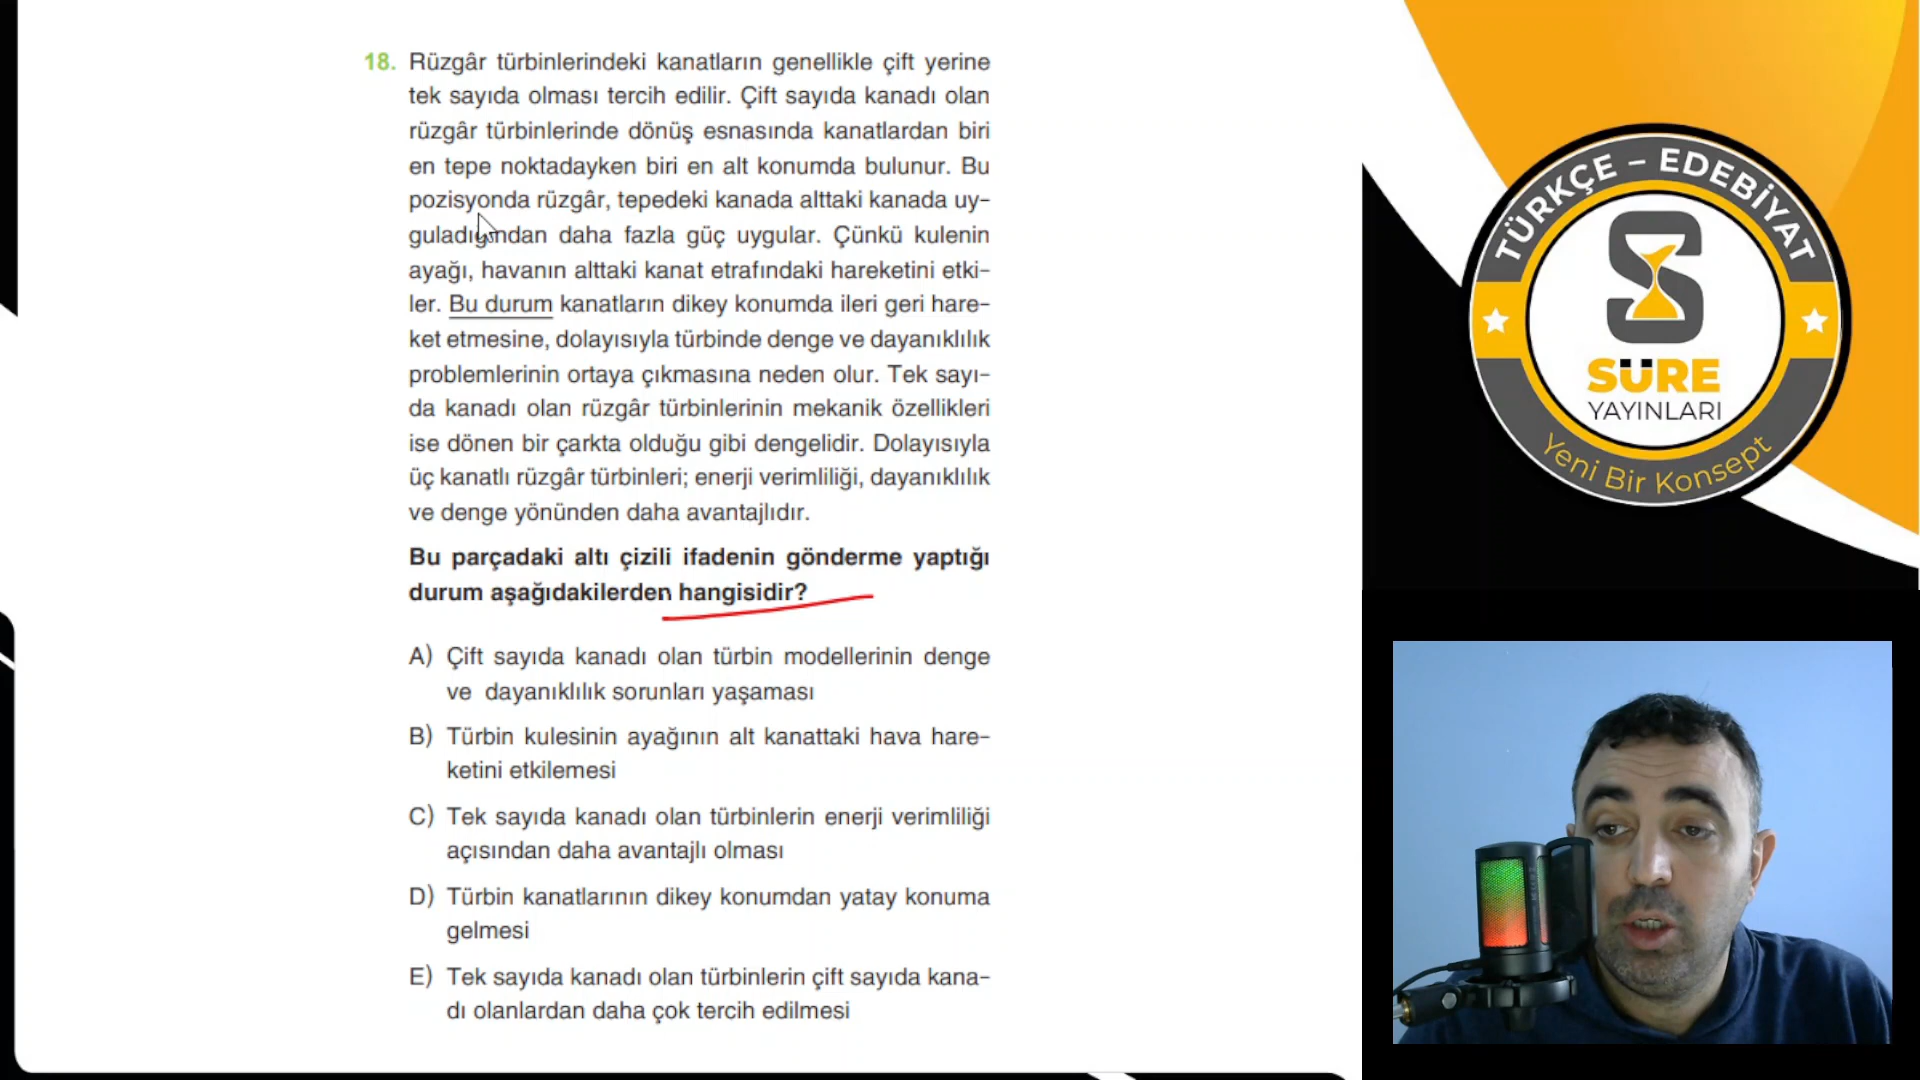 18. Rüzgâr türbinlerindeki kanatların genellikle çift yerine
tek sayıda olması tercih edilir. Çift sayıda kanadı olan
rüzgâr türbinlerinde dönüş esnasında kanatlardan biri
en tepe noktadayken biri en alt konumda bulunur. Bu
pozisyonda rüzgâr, tepedeki kanada alttaki kanada uy-
guladığından daha fazla güç uygular. Çünkü kulenin
ayağı, havanın alttaki kanat etrafındaki hareketini etki-
ler. Bu durum kanatların dikey konumda ileri geri hare-
ket etmesine, dolayısıyla türbinde denge ve dayanıklılık
problemlerinin ortaya çıkmasına neden olur. Tek sayı-
da kanadı olan rüzgâr türbinlerinin mekanik özellikleri
ise dönen bir çarkta olduğu gibi dengelidir. Dolayısıyla
üç kanatlı rüzgâr türbinleri; enerji verimliliği, dayanıklılık
ve denge yönünden daha avantajlıdır.
Bu parçadaki altı çizili ifadenin gönderme yaptığı
durum aşağıdakilerden hangisidir?
A) Çift sayıda kanadı olan türbin modellerinin denge
ve dayanıklılık sorunları yaşaması
B) Türbin kulesinin ayağının alt kanattaki hava hare-
ketini etkilemesi
C) Tek sayıda kanadı olan türbinlerin enerji verimliliği
açısından daha avantajlı olması
D) Türbin kanatlarının dikey konumdan yatay konuma
gelmesi
E) Tek sayıda kanadı olan türbinlerin çift sayıda kana-
dı olanlardan daha çok tercih edilmesi
TÜRKÇE – EDEBİYAT
SÜRE
YAYINLARI
Yeni Bir Konsept